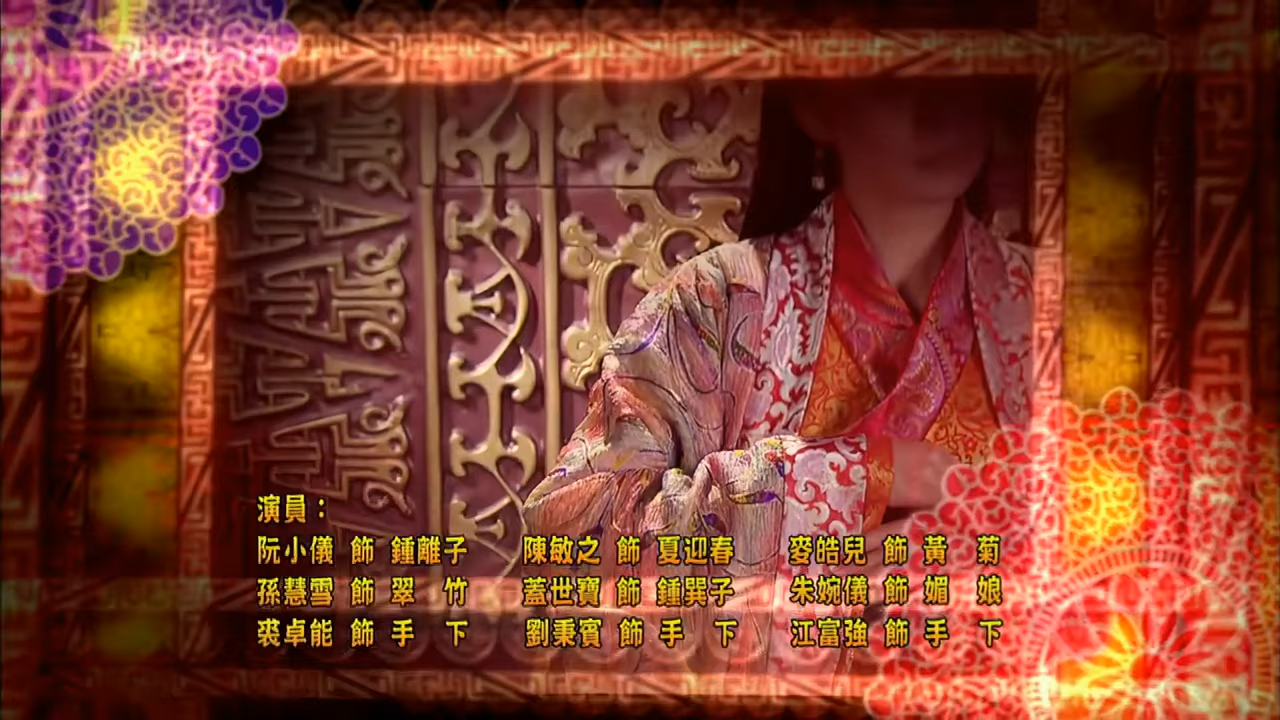 演員：
阮小儀 飾 鍾離子 陳敏之 飾 夏迎春 麥皓兒 飾 黃 菊
孫慧雪 飾 翠 竹 蓋世寶 飾 鍾巽子 朱婉儀 飾 媚 娘
裘卓能 飾 手 下 劉秉賓 飾 手 下 江富強 飾 手 下